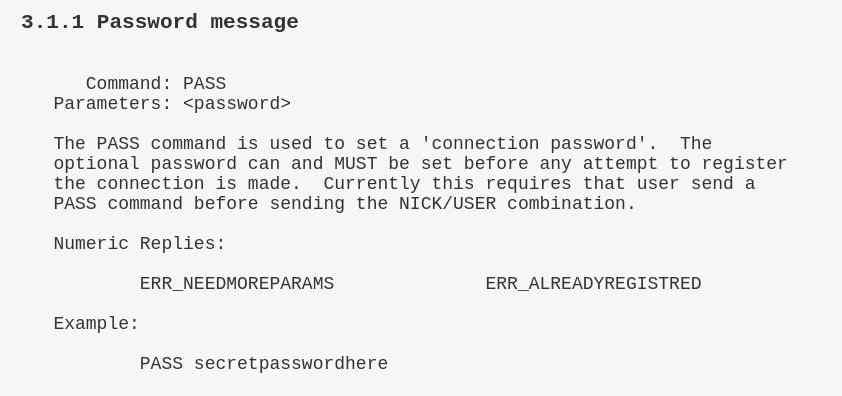 3.1.1 Password message
Command: PASS
Parameters: <password>
The PASS command is used to set a 'connection password'.  The
optional password can and MUST be set before any attempt to register
the connection is made.  Currently this requires that user send a
PASS command before sending the NICK/USER combination.
Numeric Replies:
ERR_NEEDMOREPARAMS              ERR_ALREADYREGISTRED
Example:
PASS secretpasswordhere